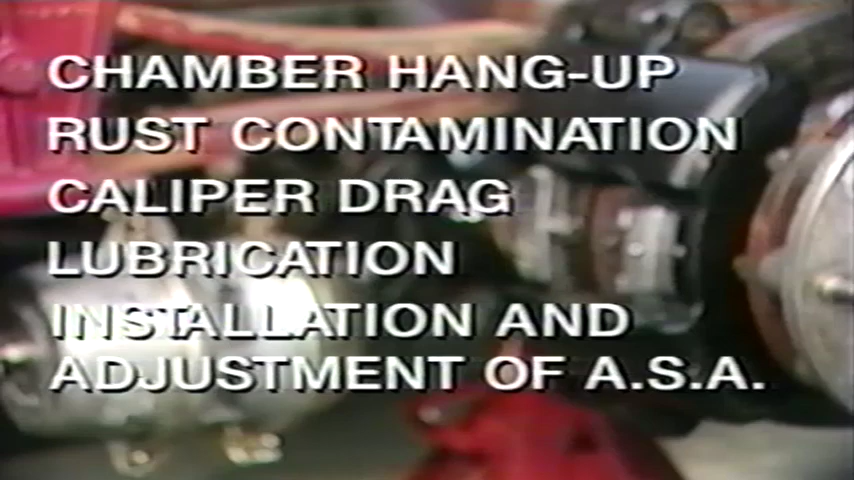 CHAMBER HANG-UP
RUST CONTAMINATION
CALIPER DRAG
LUBRICATION
INSTALLATION AND
ADJUSTMENT OF A.S.A.